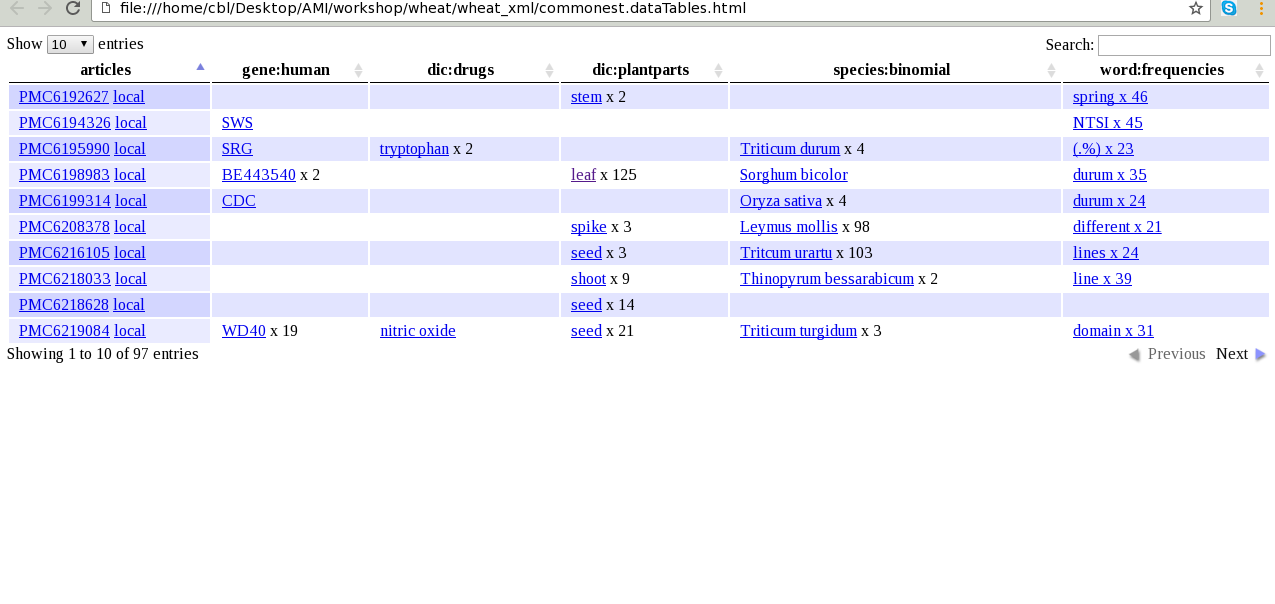 file:///home/cbl/Desktop/AMI/workshop/wheat/wheat_xml/commonest.dataTables.html
Show 10 entries Search:
articles gene:human dic:drugs dic:plantparts species:binomial word:frequencies
PMC6192627 local stem x 2 spring x 46
PMC6194326 local SWS NTSI x 45
PMC6195990 local SRG tryptophan x 2 Triticum durum x 4 (.%) x 23
PMC6198983 local BE443540 x 2 leaf x 125 Sorghum bicolor durum x 35
PMC6199314 local CDC Oryza sativa x 4 durum x 24
PMC6208378 local spike x 3 Leymus mollis x 98 different x 21
PMC6216105 local seed x 3 Tritcum urartu x 103 lines x 24
PMC6218033 local shoot x 9 Thinopyrum bessarabicum x 2 line x 39
PMC6218628 local seed x 14
PMC6219084 local WD40 x 19 nitric oxide seed x 21 Triticum turgidum x 3 domain x 31
Showing 1 to 10 of 97 entries Previous Next